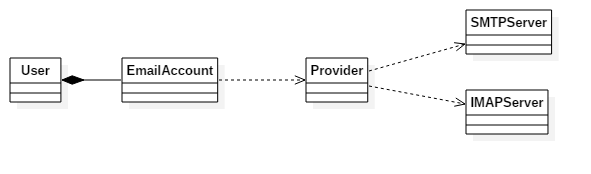 SMTPServer
User
EmailAccount
Provider
IMAPServer